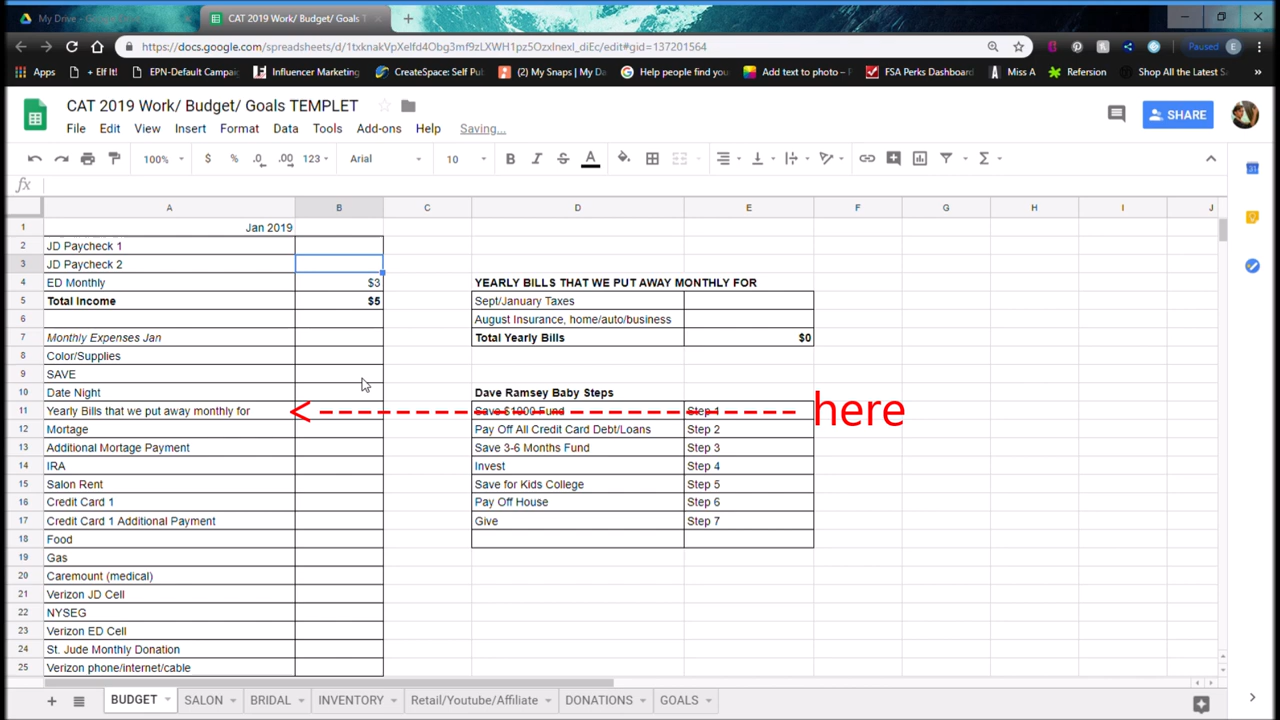 My Drive - Goo
CAT 2019 Work/ Budget/ Goals T
https://docs.google.com/spreadsheets/d/1txknakVpXelfd4Obg3mf9zLXWH1pz5OzxInexI_diEc/edit#gid=137201564
Paused E
Apps + Elf It! EPN-Default Campaig Influencer Marketing CreateSpace: Self Pu (2) My Snaps | My Da Help people find you Add text to photo – F FSA Perks Dashboard Miss A Refersion Shop All the Latest S »
CAT 2019 Work/ Budget/ Goals TEMPLET
SHARE
File Edit View Insert Format Data Tools Add-ons Help Saving...
100% $ % .0 .00 123 Arial 10 B I S A Σ
fx
A B C D E F G H I J
1 Jan 2019
2 JD Paycheck 1
3 JD Paycheck 2
4 ED Monthly $3 YEARLY BILLS THAT WE PUT AWAY MONTHLY FOR
5 Total Income $5 Sept/January Taxes
6 August Insurance, home/auto/business
7 Monthly Expenses Jan Total Yearly Bills $0
8 Color/Supplies
9 SAVE
10 Date Night Dave Ramsey Baby Steps
11 Yearly Bills that we put away monthly for Save $1000 Fund Step 1 here
12 Mortage Pay Off All Credit Card Debt/Loans Step 2
13 Additional Mortage Payment Save 3-6 Months Fund Step 3
14 IRA Invest Step 4
15 Salon Rent Save for Kids College Step 5
16 Credit Card 1 Pay Off House Step 6
17 Credit Card 1 Additional Payment Give Step 7
18 Food
19 Gas
20 Caremount (medical)
21 Verizon JD Cell
22 NYSEG
23 Verizon ED Cell
24 St. Jude Monthly Donation
25 Verizon phone/internet/cable
BUDGET SALON BRIDAL INVENTORY Retail/Youtube/Affiliate DONATIONS GOALS